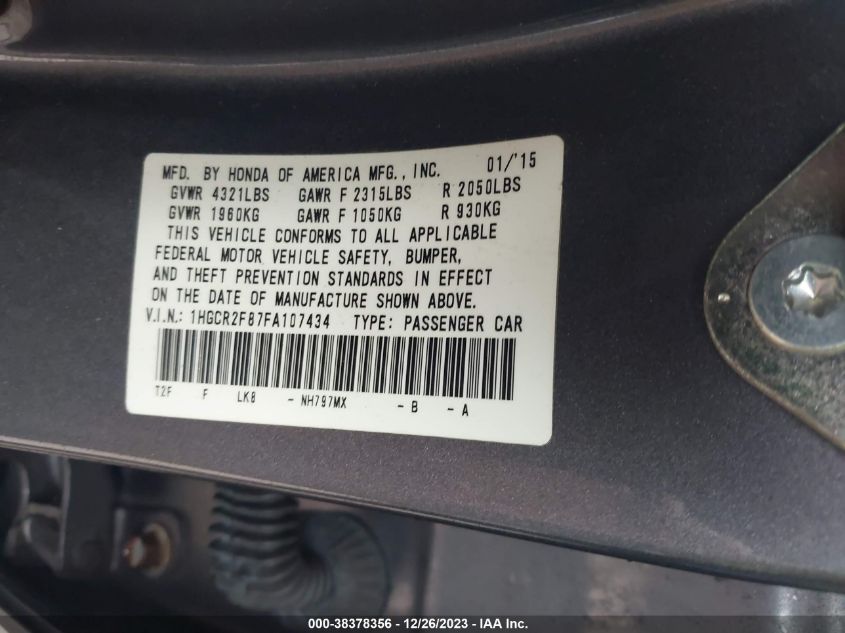 MFD. BY HONDA OF AMERICA MFG., INC. 01/'15
GVWR 4321LBS GAWR F 2315LBS R 2050LBS
GVWR 1960KG GAWR F 1050KG R 930KG
THIS VEHICLE CONFORMS TO ALL APPLICABLE
FEDERAL MOTOR VEHICLE SAFETY, BUMPER,
AND THEFT PREVENTION STANDARDS IN EFFECT
ON THE DATE OF MANUFACTURE SHOWN ABOVE.
V.I.N.: 1HGCR2F87FA107434 TYPE: PASSENGER CAR
T2F F LK8 - NH797MX - B - A
000-38378356 • 12/26/2023 - IAA Inc.